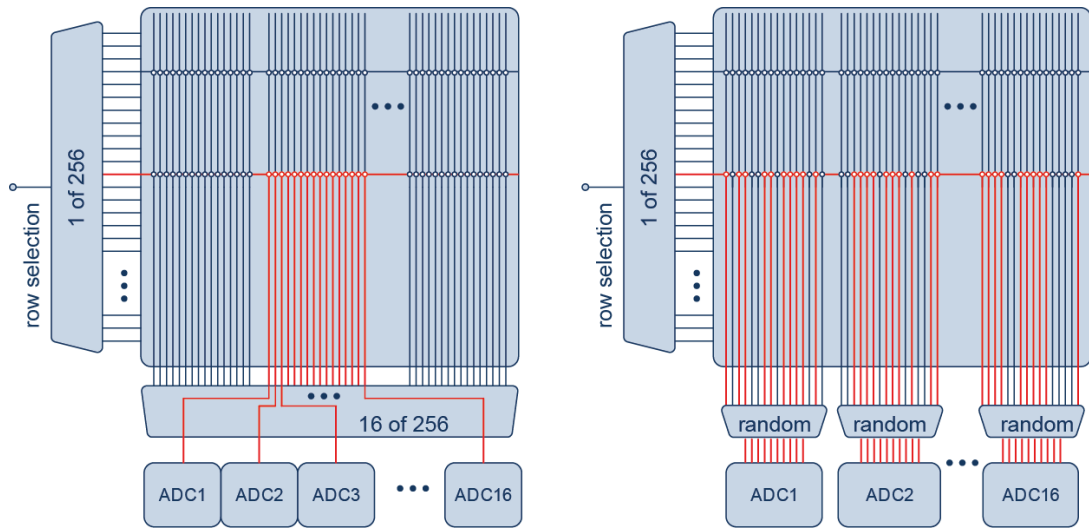 row selection
1 of 256
16 of 256
ADC1
ADC2
ADC3
ADC16
row selection
1 of 256
random
random
random
ADC1
ADC2
ADC16